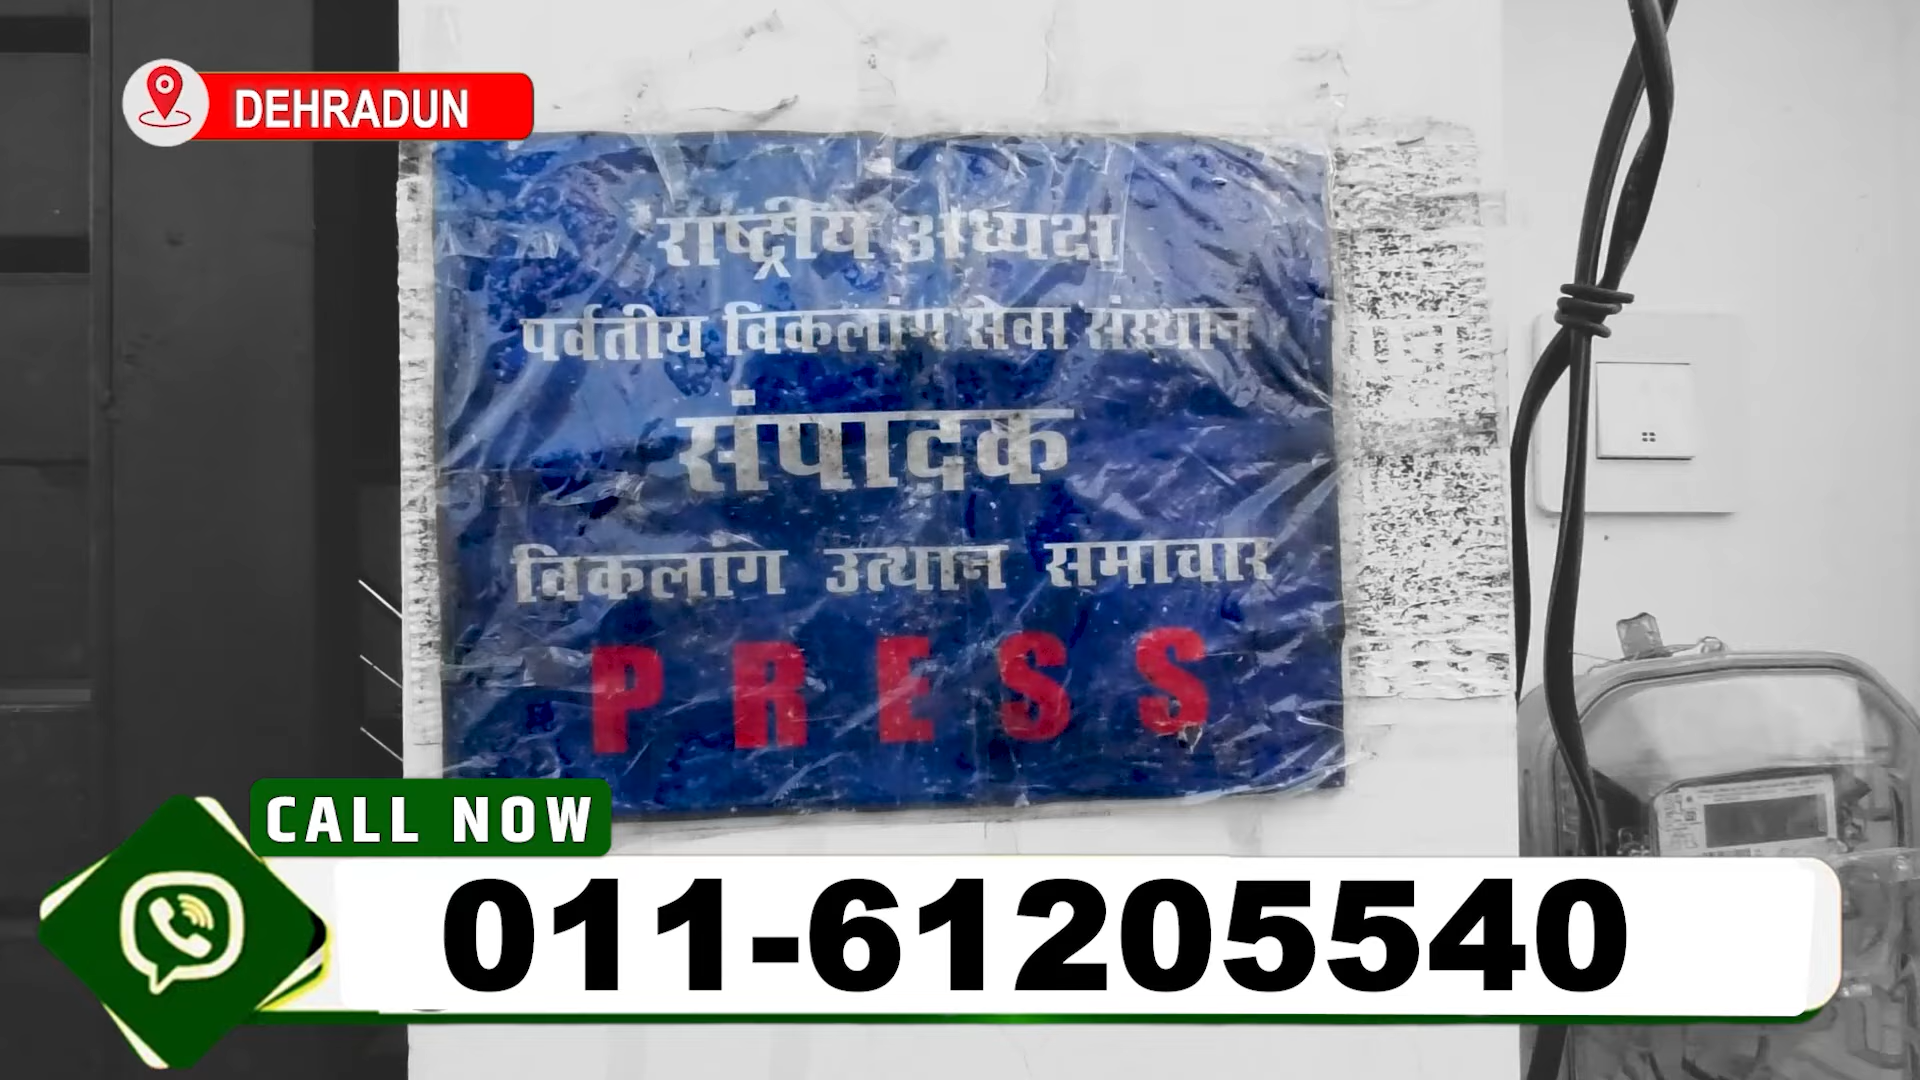 DEHRADUN
राष्ट्रीय अध्यक्ष
पर्वतीय विकलांग सेवा संस्थान
संपादक
विकलांग उत्थान समाचार
PRESS
CALL NOW
011-61205540